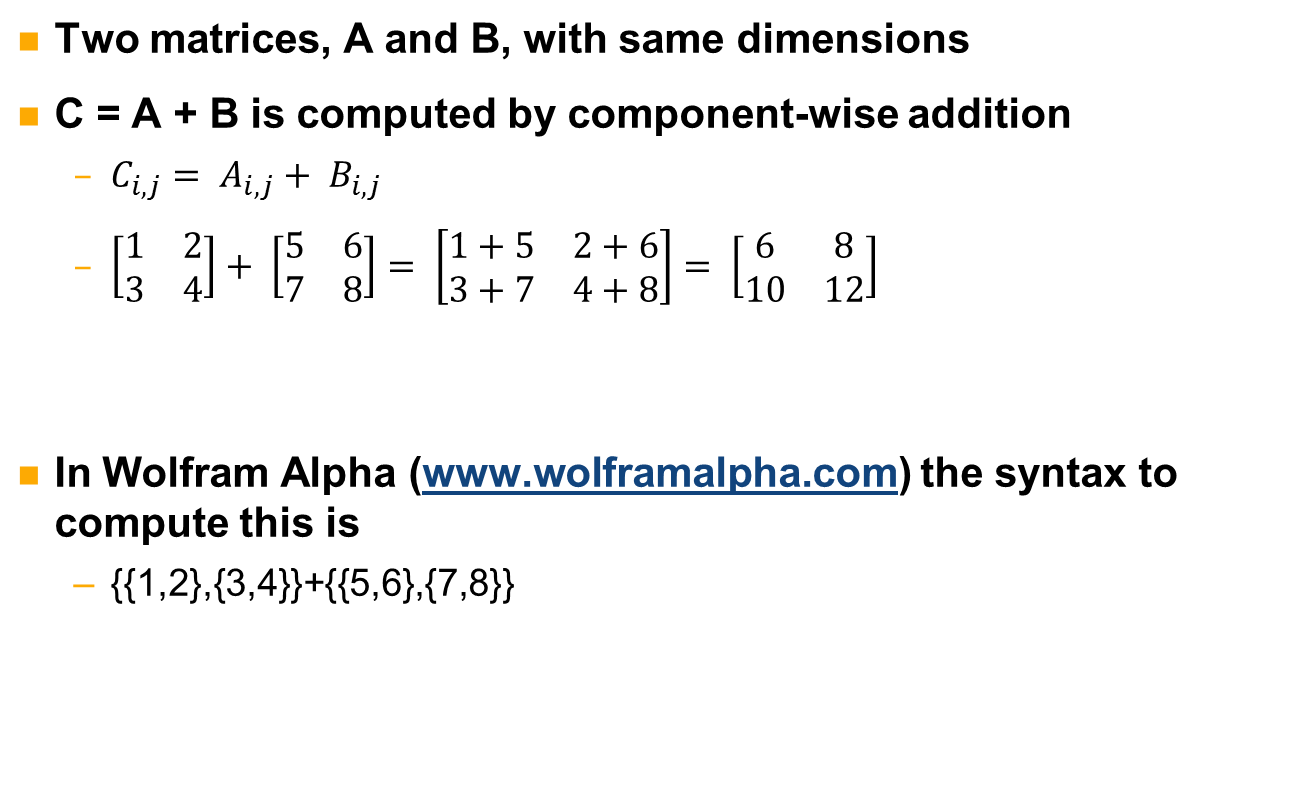 ■ Two matrices, A and B, with same dimensions
■ C = A + B is computed by component-wise addition
– C_{i,j} = A_{i,j} + B_{i,j}
– [1 2; 3 4] + [5 6; 7 8] = [1 + 5 2 + 6; 3 + 7 4 + 8] = [6 8; 10 12]
■ In Wolfram Alpha (www.wolframalpha.com) the syntax to
compute this is
– {{1,2},{3,4}}+{{5,6},{7,8}}